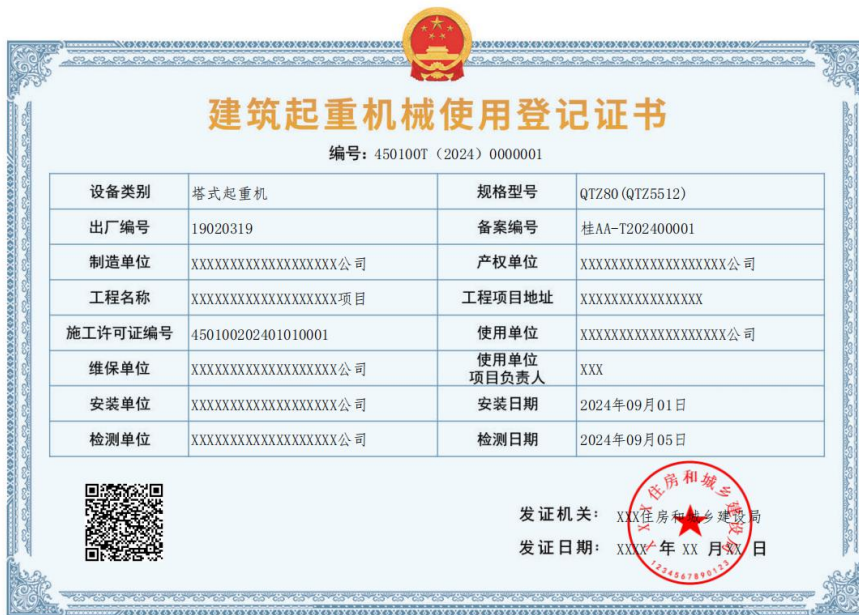 建筑起重机械使用登记证书
编号：450100T（2024）0000001
设备类别 塔式起重机 规格型号 QTZ80(QTZ5512)
出厂编号 19020319 备案编号 桂AA-T202400001
制造单位 XXXXXXXXXXXXXXXXXXX公司 产权单位 XXXXXXXXXXXXXXXXXXX公司
工程名称 XXXXXXXXXXXXXXXXXXX项目 工程项目地址 XXXXXXXXXXXXXXXX
施工许可证编号 450100202401010001 使用单位 XXXXXXXXXXXXXXXXXXX公司
维保单位 XXXXXXXXXXXXXXXXXXX公司 使用单位
项目负责人 XXX
安装单位 XXXXXXXXXXXXXXXXXXX公司 安装日期 2024年09月01日
检测单位 XXXXXXXXXXXXXXXXXXX公司 检测日期 2024年09月05日
发证机关：XXX住房和城乡建设局
发证日期：XXXX 年 XX 月 XX 日
XXX住房和城乡建设局
1234567890123